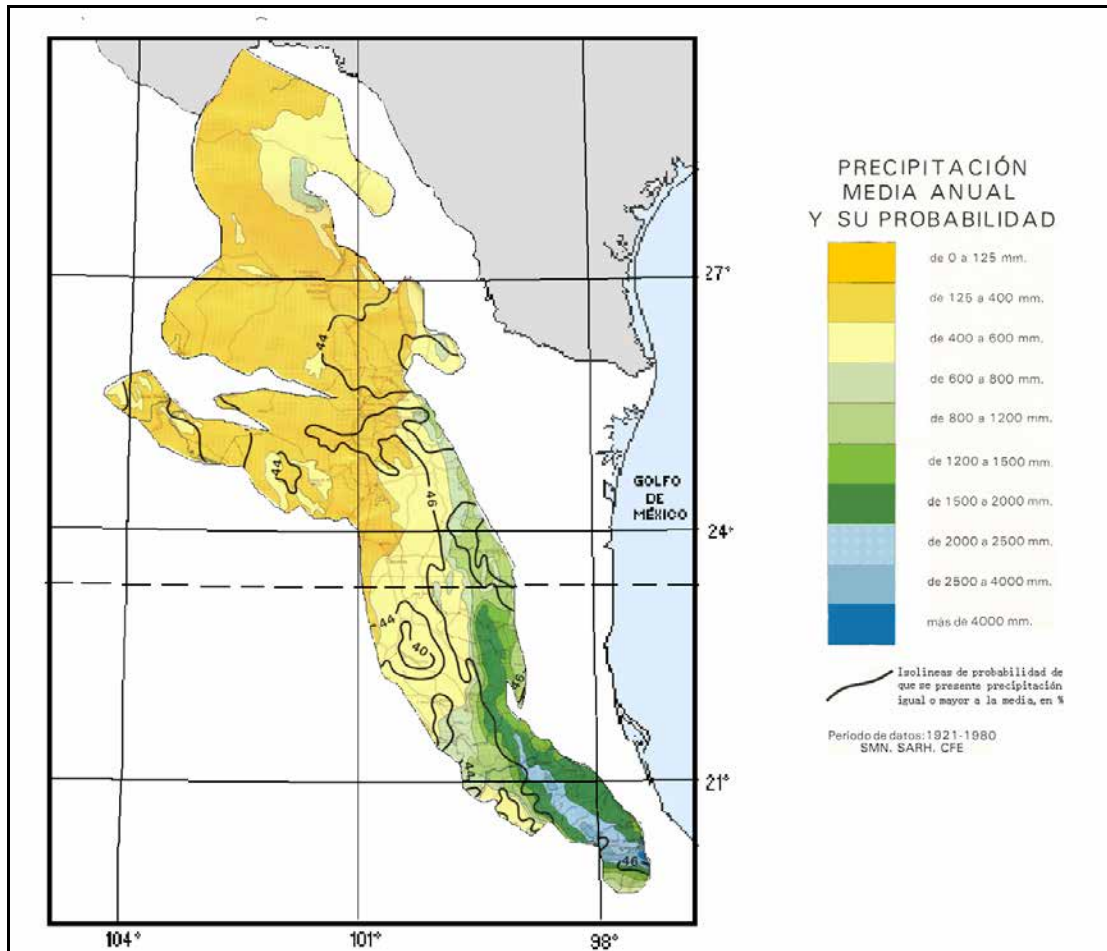 PRECIPITACIÓN
MEDIA ANUAL
Y SU PROBABILIDAD
de 0 a 125 mm.
de 125 a 400 mm.
de 400 a 600 mm.
de 600 a 800 mm.
de 800 a 1200 mm.
de 1200 a 1500 mm.
de 1500 a 2000 mm.
de 2000 a 2500 mm.
de 2500 a 4000 mm.
más de 4000 mm.
Isolineas de probabilidad de
que se presente precipitación
igual o mayor a la media, en %
Periodo de datos: 1921-1980
SMN. SARH. CFE
27°
44
44
46
GOLFO
DE
MÉXICO
24°
44
40
46
44
21°
46
104°
101°
98°